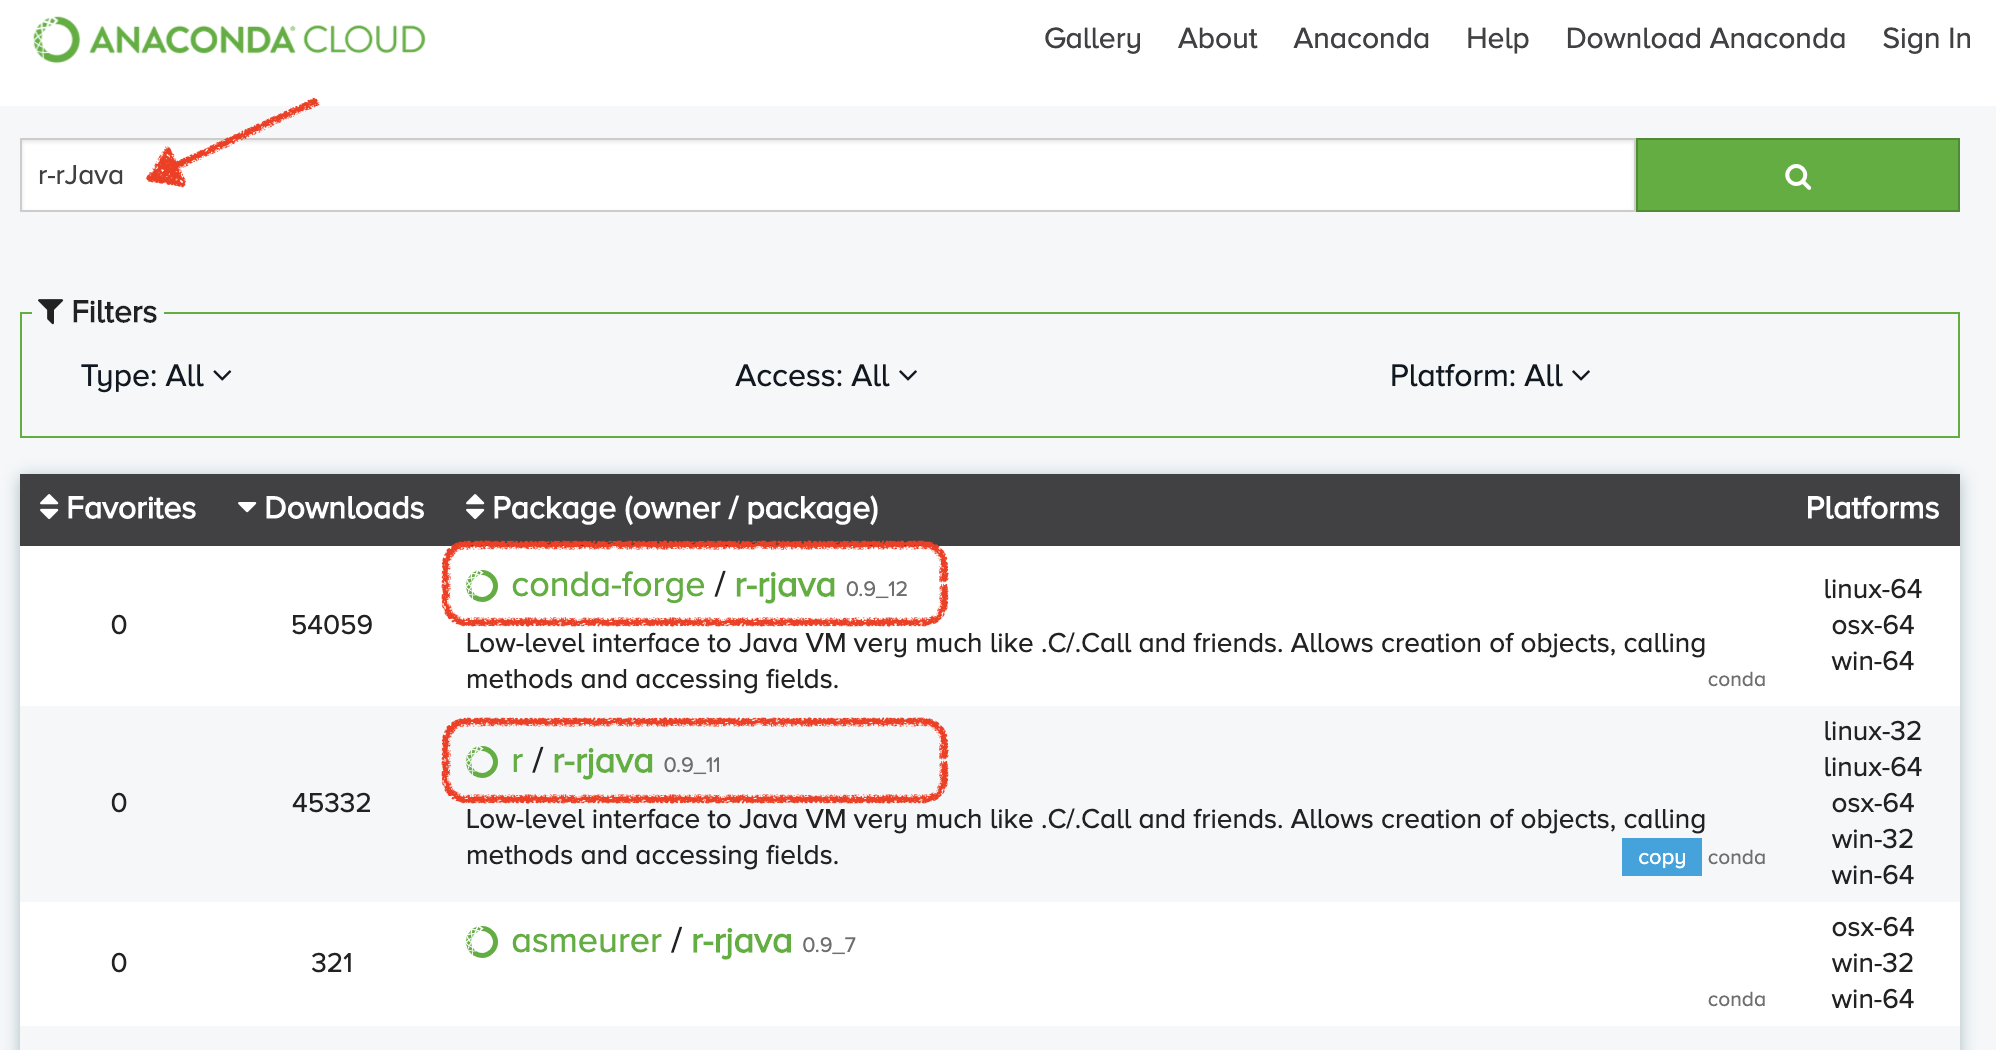 ANACONDA CLOUD
Gallery About Anaconda Help Download Anaconda Sign In
r-rJava
Filters
Type: All Access: All Platform: All
Favorites Downloads Package (owner / package) Platforms
conda-forge / r-rjava 0.9_12
0 54059
Low-level interface to Java VM very much like .C/.Call and friends. Allows creation of objects, calling
methods and accessing fields.
conda
linux-64
osx-64
win-64
r / r-rjava 0.9_11
0 45332
Low-level interface to Java VM very much like .C/.Call and friends. Allows creation of objects, calling
methods and accessing fields.
copy conda
linux-32
linux-64
osx-64
win-32
win-64
asmeurer / r-rjava 0.9_7
0 321
conda
osx-64
win-32
win-64